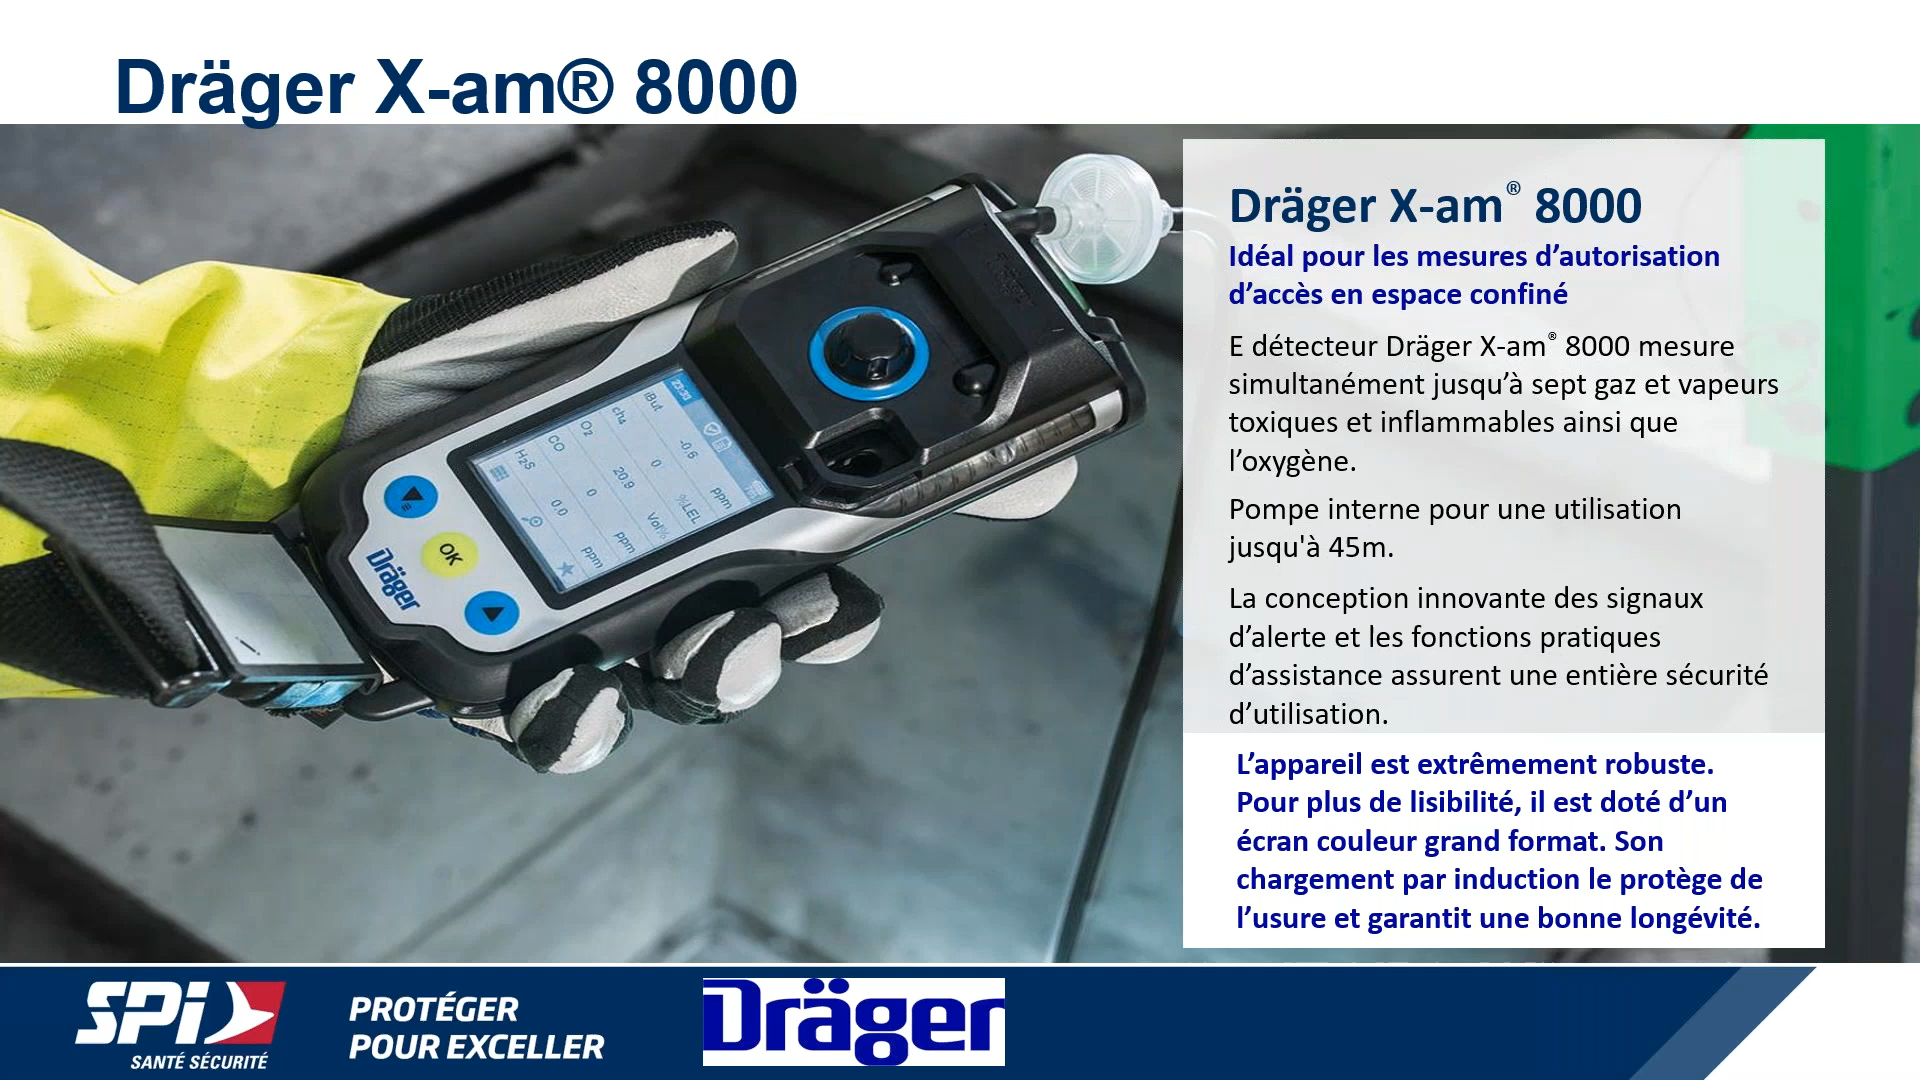 Dräger X-am® 8000
Dräger X-am® 8000
Idéal pour les mesures d’autorisation
d’accès en espace confiné
E détecteur Dräger X-am® 8000 mesure
simultanément jusqu’à sept gaz et vapeurs
toxiques et inflammables ainsi que
l’oxygène.
Pompe interne pour une utilisation
jusqu'à 45m.
La conception innovante des signaux
d’alerte et les fonctions pratiques
d’assistance assurent une entière sécurité
d’utilisation.
L’appareil est extrêmement robuste.
Pour plus de lisibilité, il est doté d’un
écran couleur grand format. Son
chargement par induction le protège de
l’usure et garantit une bonne longévité.
23:30
iBut -0.6 ppm
ch4 0 %LEL
O2 20.9 Vol%
CO 0 ppm
H2S 0.0 ppm
OK
Dräger
SPi
SANTÉ SÉCURITÉ
PROTÉGER
POUR EXCELLER
Dräger